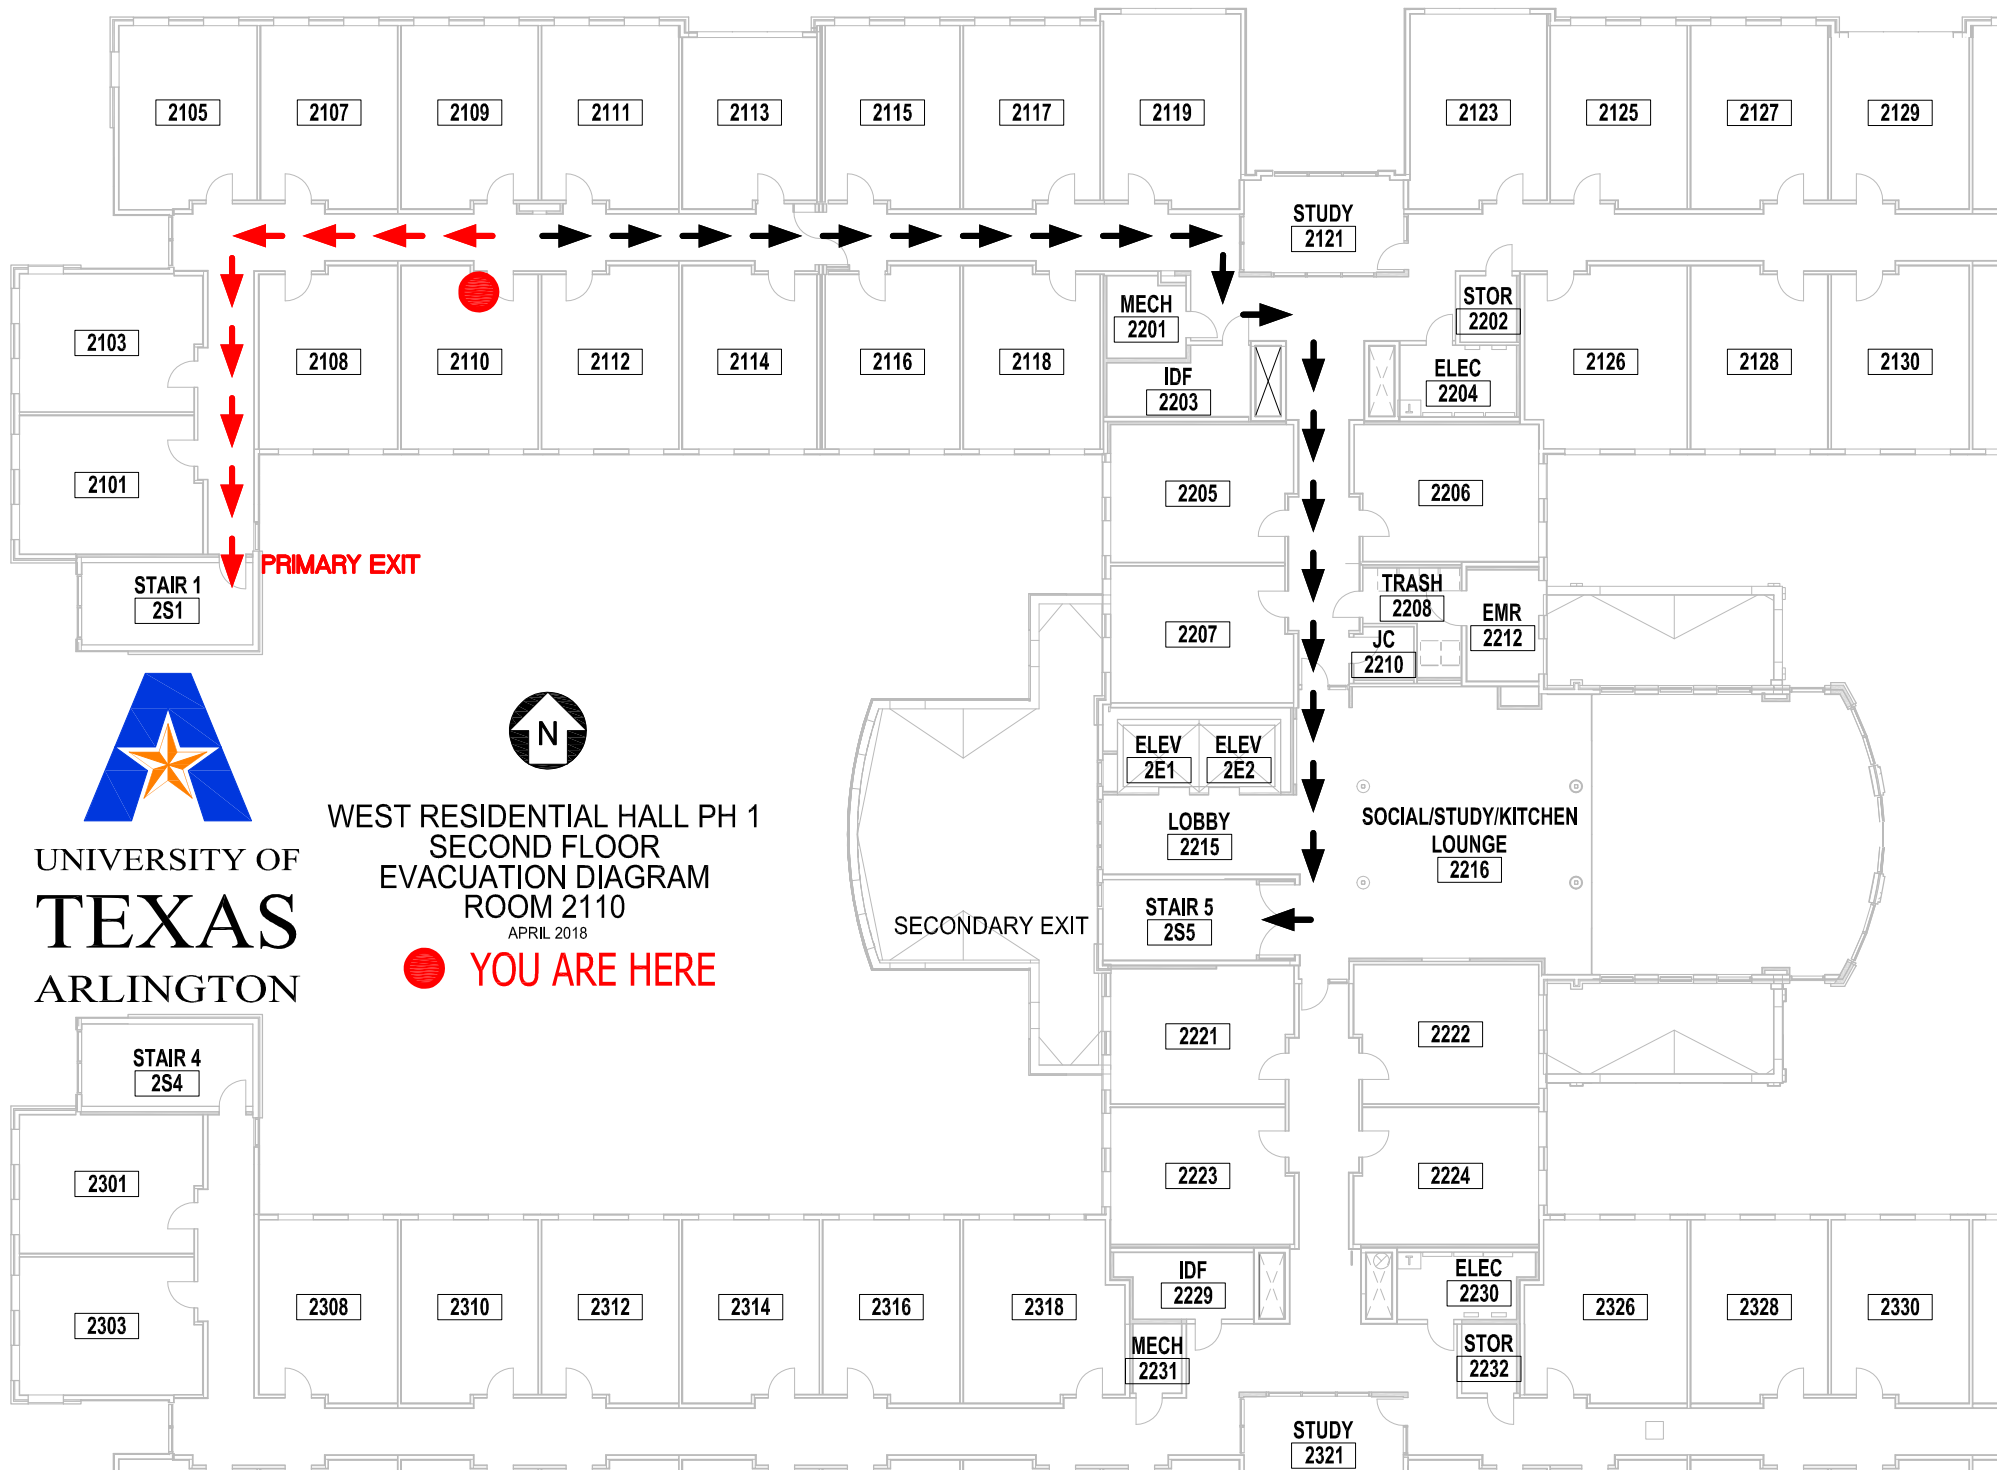 2105
2107
2109
2111
2113
2115
2117
2119
2123
2125
2127
2129
STUDY
2121
2103
2108
2110
2112
2114
2116
2118
MECH
2201
IDF
2203
STOR
2202
ELEC
2204
2126
2128
2130
2101
2205
2206
PRIMARY EXIT
STAIR 1
2S1
2207
TRASH
2208
JC
2210
EMR
2212
N
ELEV
2E1
ELEV
2E2
UNIVERSITY OF
TEXAS
ARLINGTON
WEST RESIDENTIAL HALL PH 1
SECOND FLOOR
EVACUATION DIAGRAM
ROOM 2110
APRIL 2018
YOU ARE HERE
LOBBY
2215
SOCIAL/STUDY/KITCHEN
LOUNGE
2216
SECONDARY EXIT
STAIR 5
2S5
STAIR 4
2S4
2221
2222
2301
2223
2224
2303
2308
2310
2312
2314
2316
2318
IDF
2229
T
ELEC
2230
MECH
2231
STOR
2232
2326
2328
2330
STUDY
2321